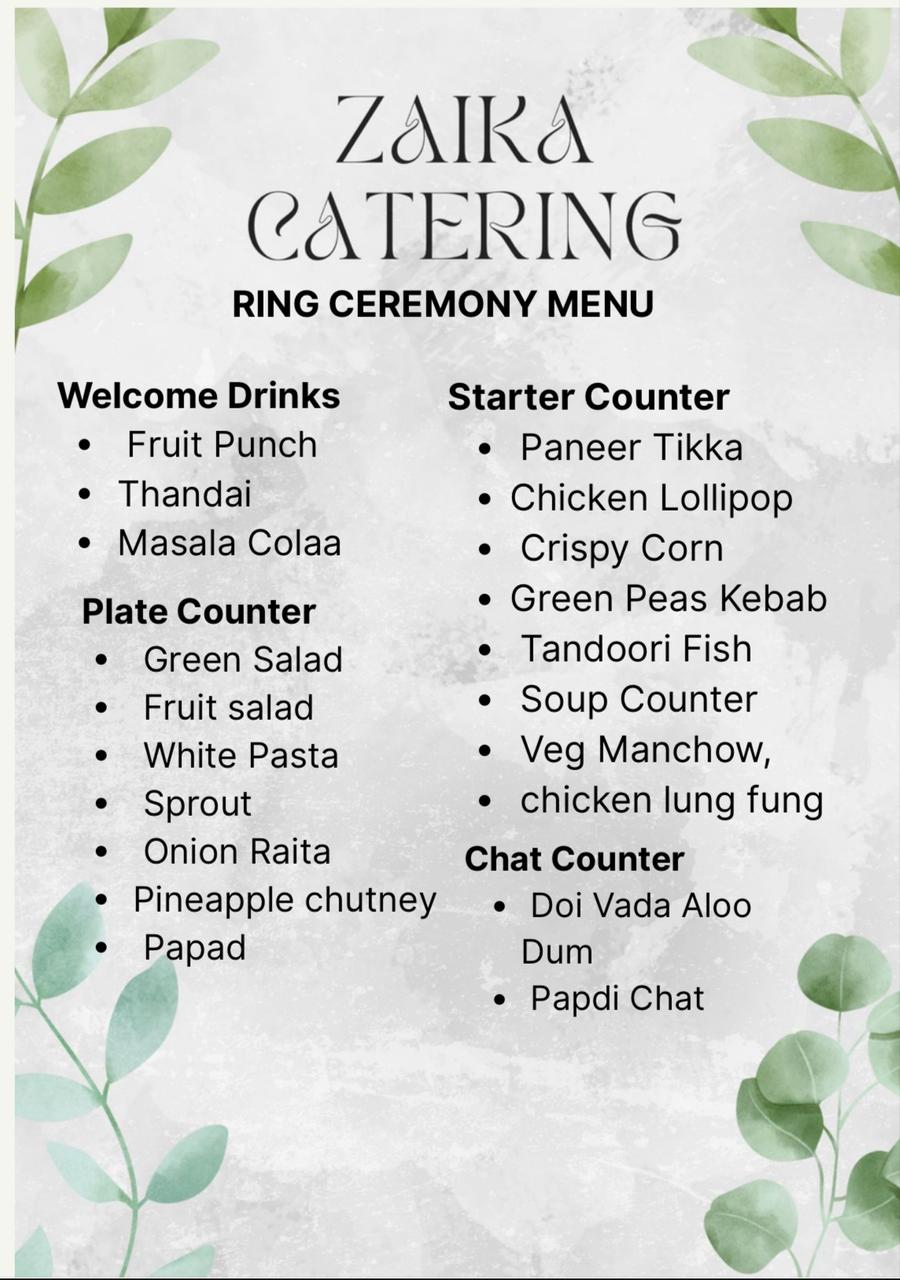 ZAIKA
CATERING
RING CEREMONY MENU
Welcome Drinks
• Fruit Punch
• Thandai
• Masala Colaa
Plate Counter
• Green Salad
• Fruit salad
• White Pasta
• Sprout
• Onion Raita
• Pineapple chutney
• Papad
Starter Counter
• Paneer Tikka
• Chicken Lollipop
• Crispy Corn
• Green Peas Kebab
• Tandoori Fish
• Soup Counter
• Veg Manchow,
• chicken lung fung
Chat Counter
• Doi Vada Aloo
Dum
• Papdi Chat